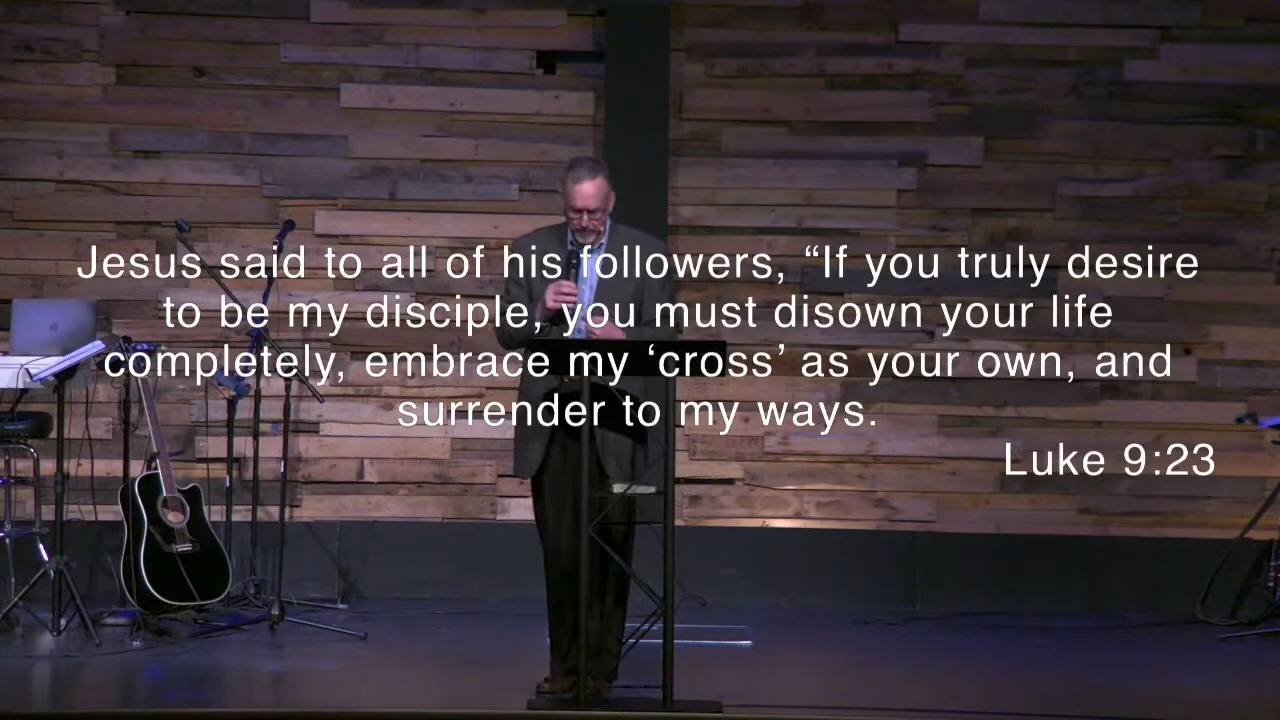 Jesus said to all of his followers, “If you truly desire
to be my disciple, you must disown your life
completely, embrace my ‘cross’ as your own, and
surrender to my ways.
Luke 9:23